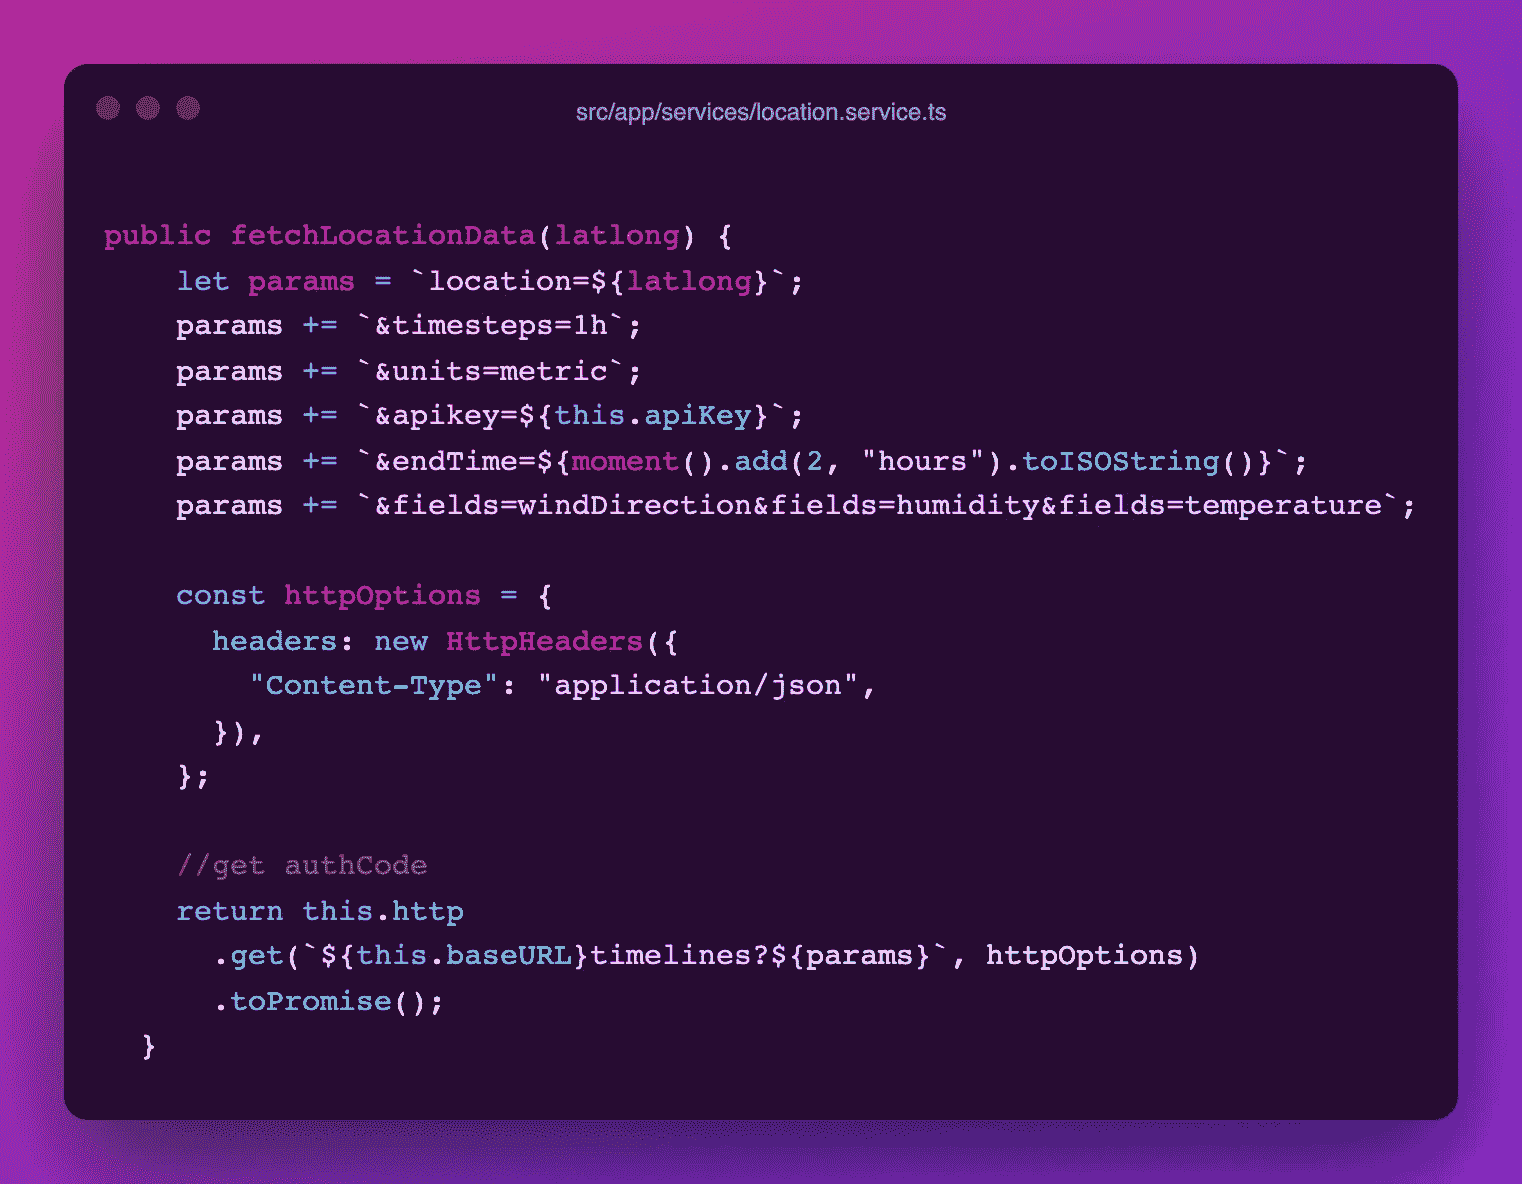 src/app/services/location.service.ts
public fetchLocationData(latlong) {
    let params = `location=${latlong}`;
    params += `&timesteps=1h`;
    params += `&units=metric`;
    params += `&apikey=${this.apiKey}`;
    params += `&endTime=${moment().add(2, "hours").toISOString()}`;
    params += `&fields=windDirection&fields=humidity&fields=temperature`;
    const httpOptions = {
      headers: new HttpHeaders({
        "Content-Type": "application/json",
      }),
    };
    //get authCode
    return this.http
      .get(`${this.baseURL}timelines?${params}`, httpOptions)
      .toPromise();
  }